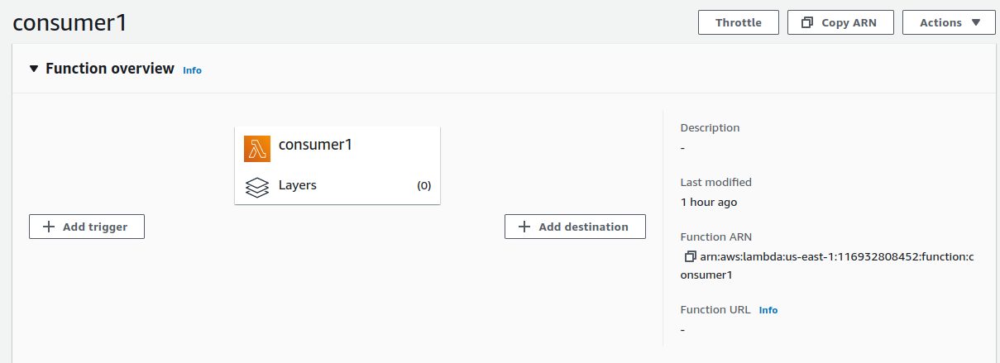 consumer1
Throttle
Copy ARN
Actions
Function overview Info
consumer1
Layers (0)
Add trigger
Add destination
Description
-
Last modified
1 hour ago
Function ARN
arn:aws:lambda:us-east-1:116932808452:function:c
onsumer1
Function URL Info
-